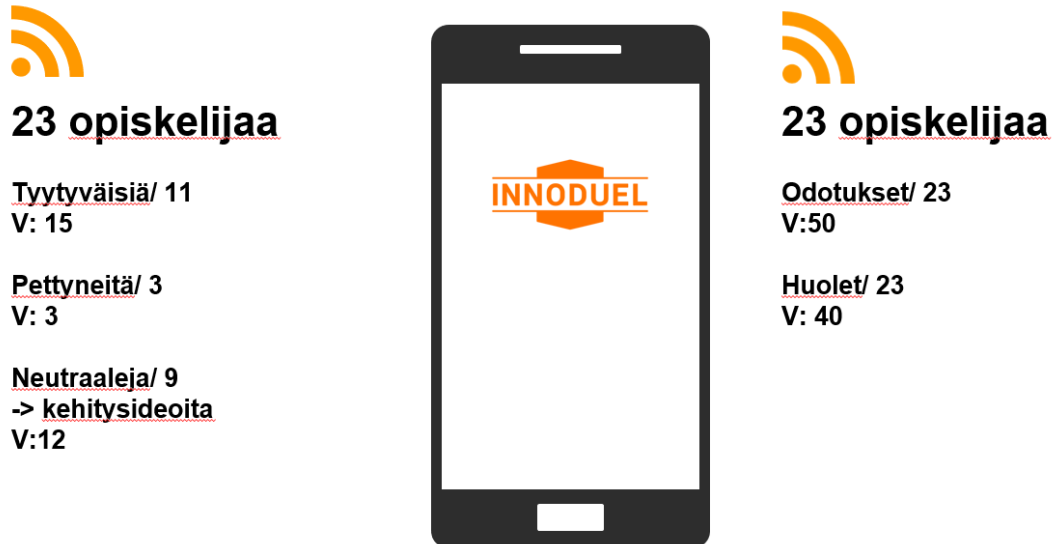 23 opiskelijaa
Tyytyväisiä/ 11
V: 15
Pettyneitä/ 3
V: 3
Neutraaleja/ 9
-> kehitysideoita
V:12
INNODUEL
23 opiskelijaa
Odotukset/ 23
V:50
Huolet/ 23
V: 40